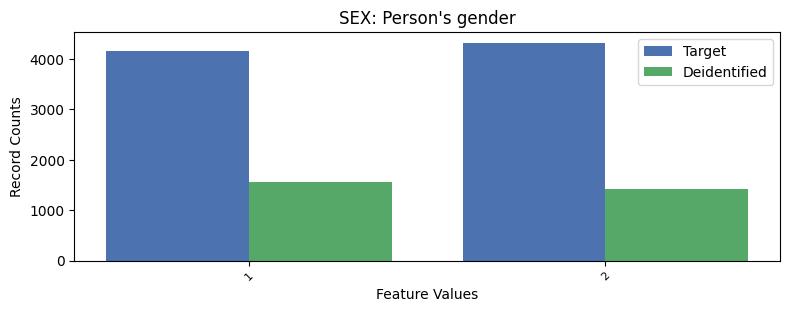 SEX: Person's gender
Target
Deidentified
4000
3000
2000
1000
0
Record Counts
1
2
Feature Values